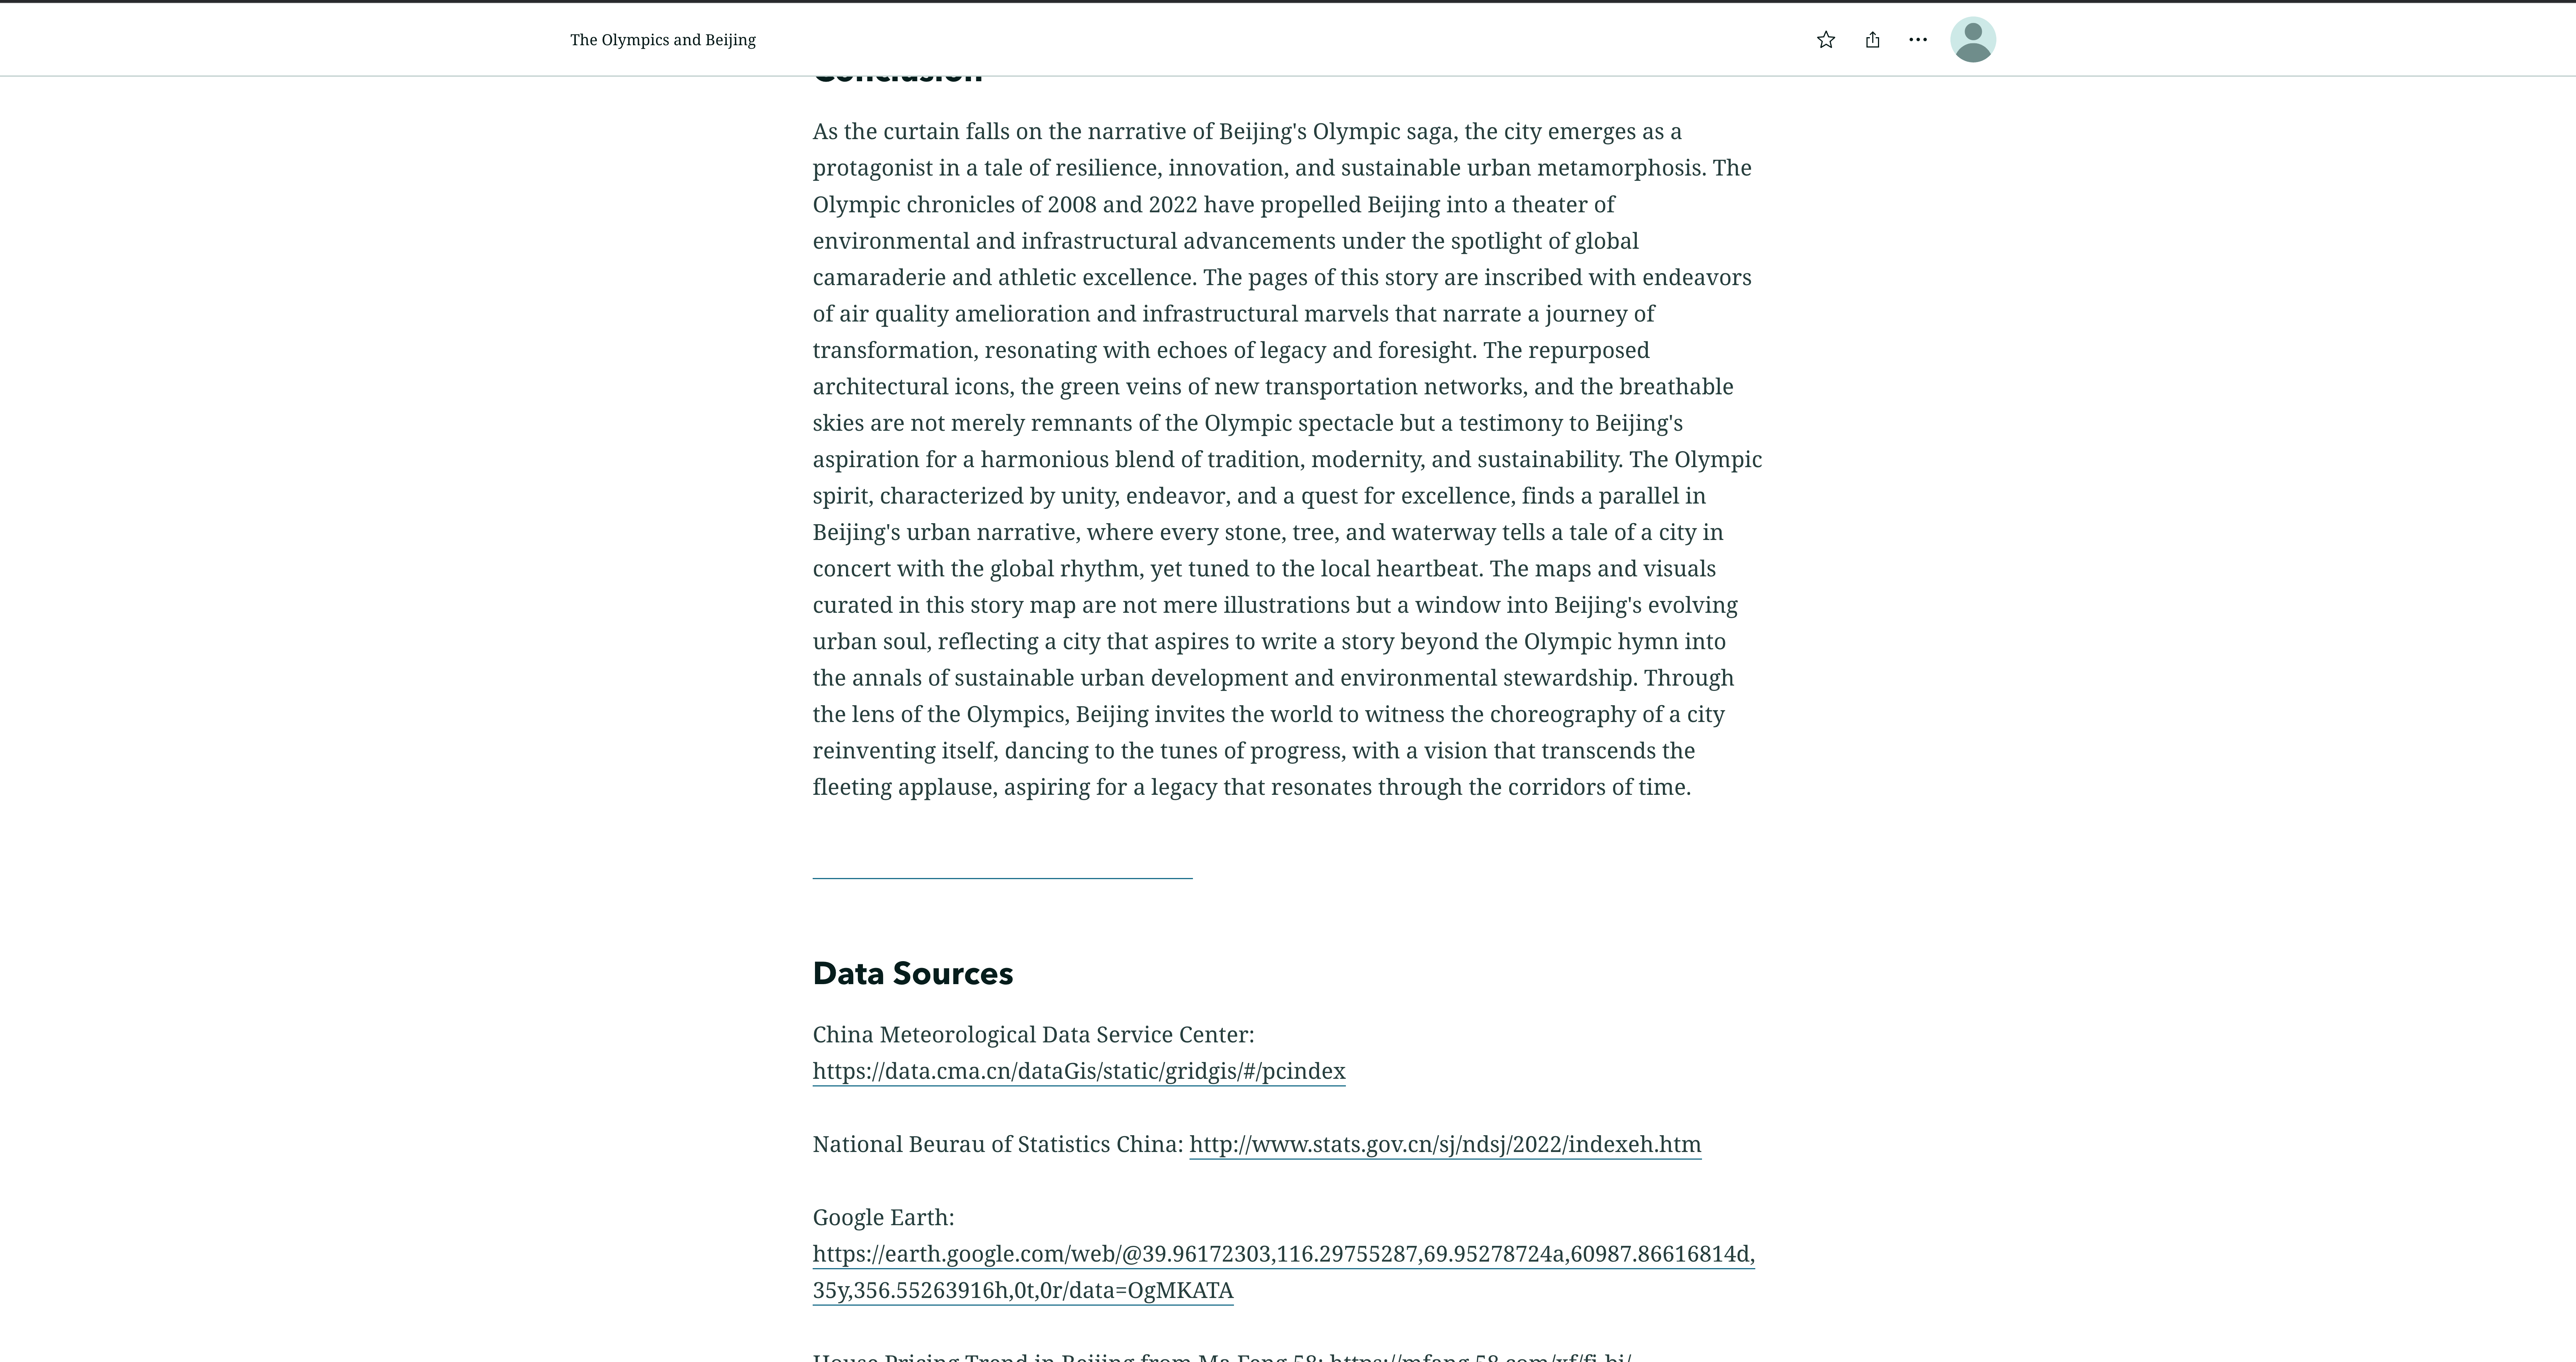 The Olympics and Beijing
Conclusion
As the curtain falls on the narrative of Beijing's Olympic saga, the city emerges as a
protagonist in a tale of resilience, innovation, and sustainable urban metamorphosis. The
Olympic chronicles of 2008 and 2022 have propelled Beijing into a theater of
environmental and infrastructural advancements under the spotlight of global
camaraderie and athletic excellence. The pages of this story are inscribed with endeavors
of air quality amelioration and infrastructural marvels that narrate a journey of
transformation, resonating with echoes of legacy and foresight. The repurposed
architectural icons, the green veins of new transportation networks, and the breathable
skies are not merely remnants of the Olympic spectacle but a testimony to Beijing's
aspiration for a harmonious blend of tradition, modernity, and sustainability. The Olympic
spirit, characterized by unity, endeavor, and a quest for excellence, finds a parallel in
Beijing's urban narrative, where every stone, tree, and waterway tells a tale of a city in
concert with the global rhythm, yet tuned to the local heartbeat. The maps and visuals
curated in this story map are not mere illustrations but a window into Beijing's evolving
urban soul, reflecting a city that aspires to write a story beyond the Olympic hymn into
the annals of sustainable urban development and environmental stewardship. Through
the lens of the Olympics, Beijing invites the world to witness the choreography of a city
reinventing itself, dancing to the tunes of progress, with a vision that transcends the
fleeting applause, aspiring for a legacy that resonates through the corridors of time.
Data Sources
China Meteorological Data Service Center:
https://data.cma.cn/dataGis/static/gridgis/#/pcindex
National Beurau of Statistics China: http://www.stats.gov.cn/sj/ndsj/2022/indexeh.htm
Google Earth:
https://earth.google.com/web/@39.96172303,116.29755287,69.95278724a,60987.86616814d,
35y,356.55263916h,0t,0r/data=OgMKATA
House Pricing Trend in Beijing from Ma Feng 58: